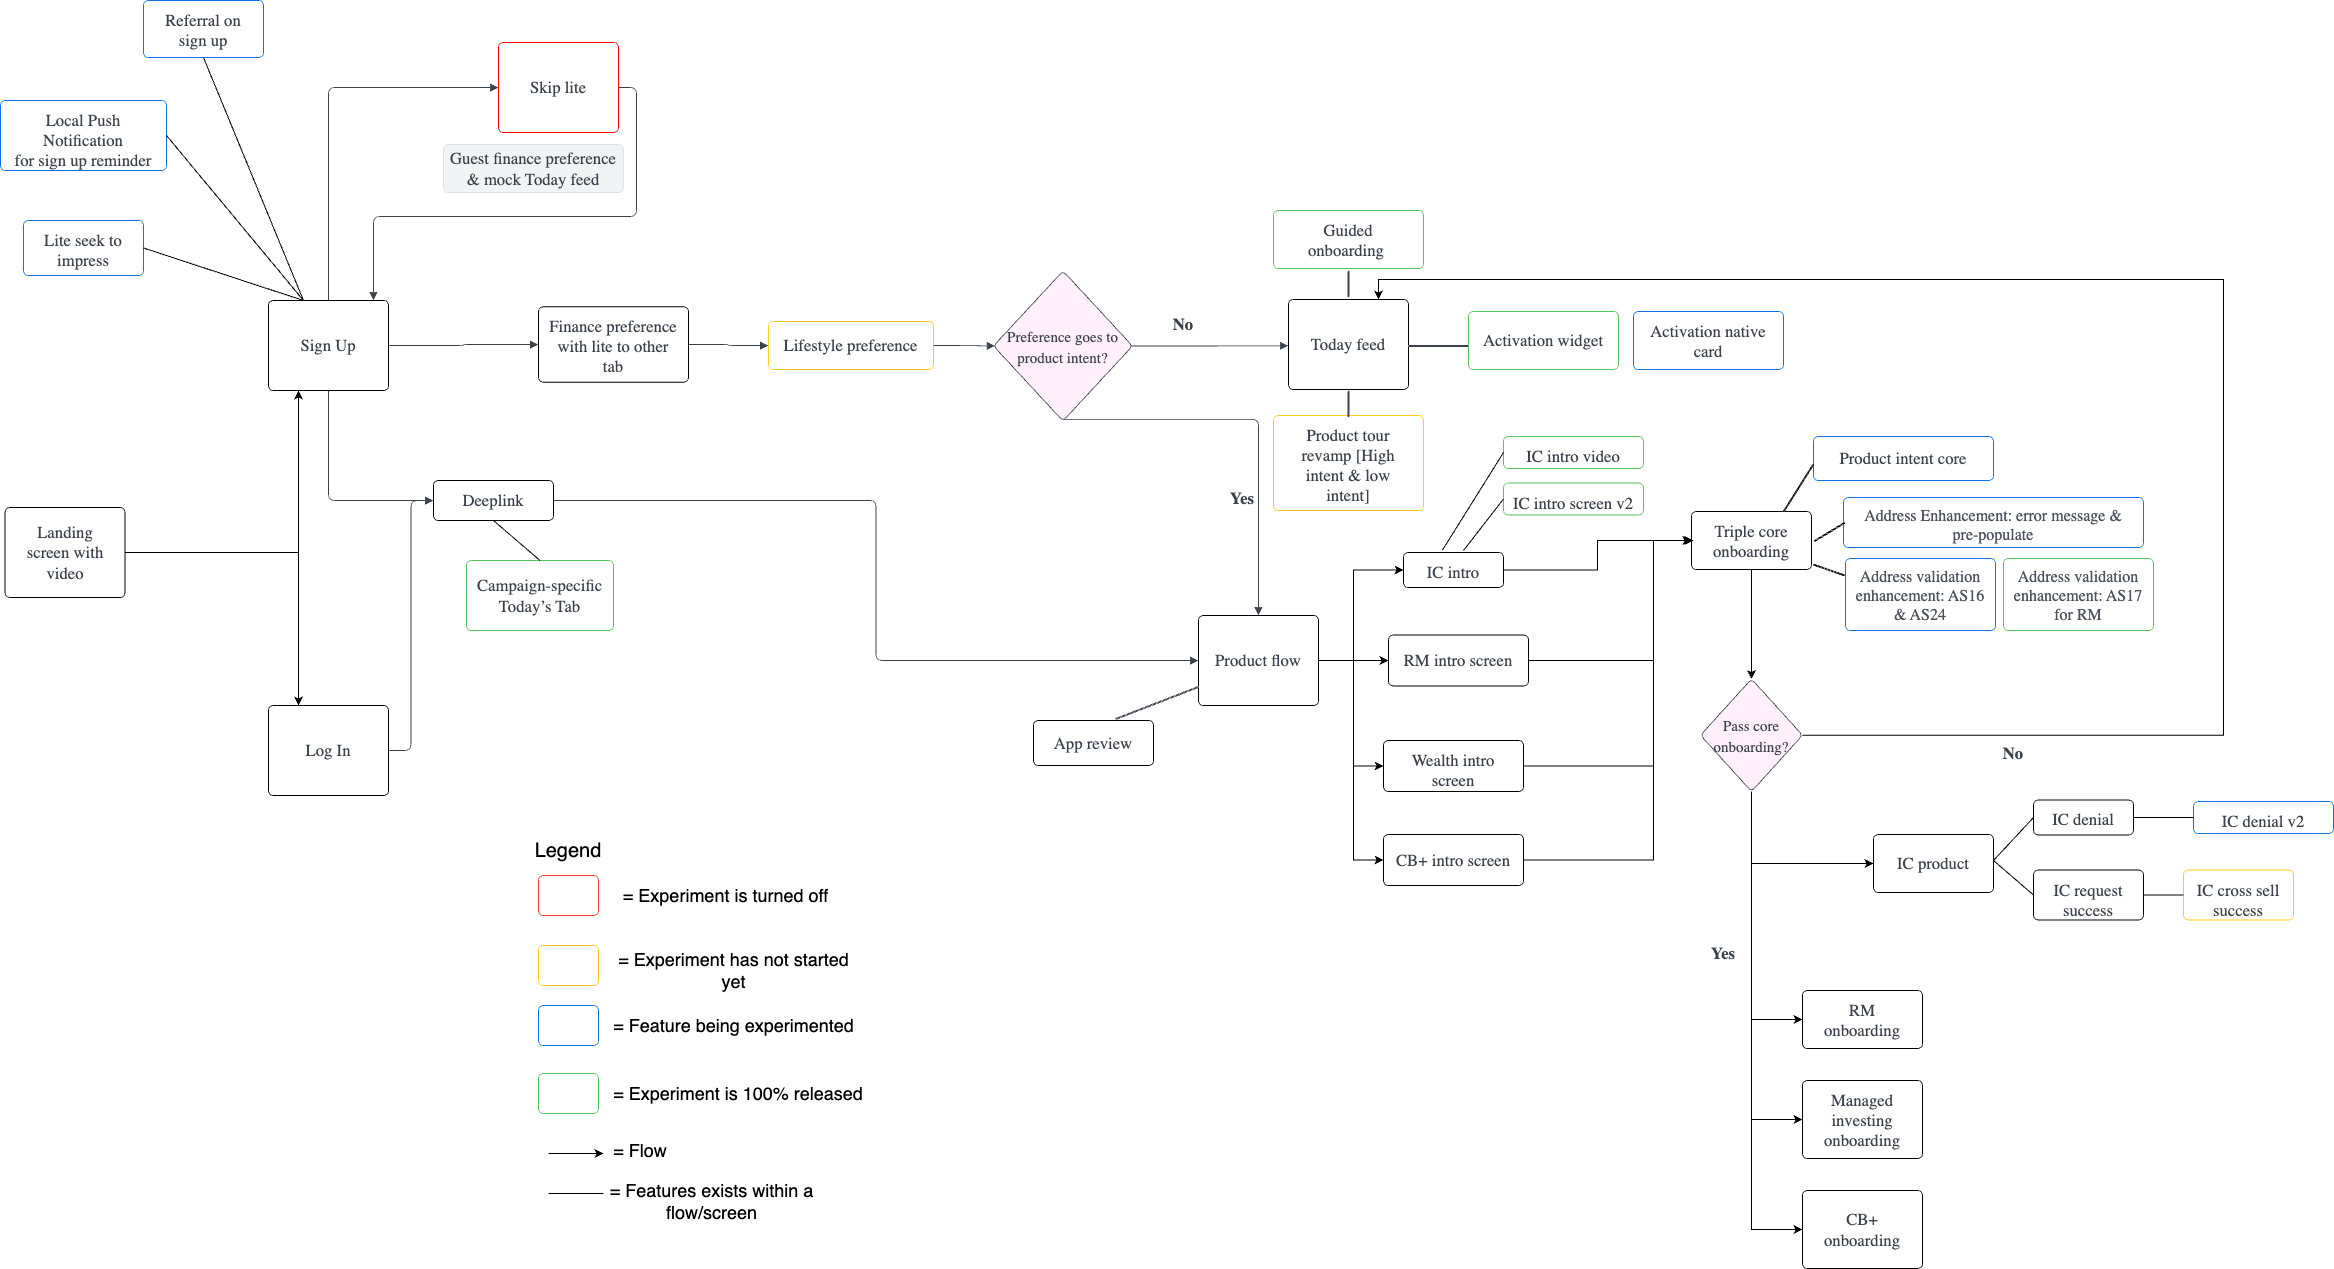 Referral on
sign up
Local Push
Notification
for sign up reminder
Lite seek to
impress
Skip lite
Guest finance preference
& mock Today feed
Sign Up
Finance preference
with lite to other
tab
Lifestyle preference
Preference goes to
product intent?
No
Yes
Guided
onboarding
Today feed
Activation widget
Activation native
card
Product tour
revamp [High
intent & low
intent]
Landing
screen with
video
Deeplink
Campaign-specific
Today’s Tab
Log In
Product flow
App review
IC intro video
IC intro screen v2
IC intro
RM intro screen
Wealth intro
screen
CB+ intro screen
Triple core
onboarding
Product intent core
Address Enhancement: error message &
pre-populate
Address validation
enhancement: AS16
& AS24
Address validation
enhancement: AS17
for RM
Pass core
onboarding?
No
Yes
IC product
IC denial
IC denial v2
IC request
success
IC cross sell
success
RM
onboarding
Managed
investing
onboarding
CB+
onboarding
Legend
= Experiment is turned off
= Experiment has not started
yet
= Feature being experimented
= Experiment is 100% released
= Flow
= Features exists within a
flow/screen